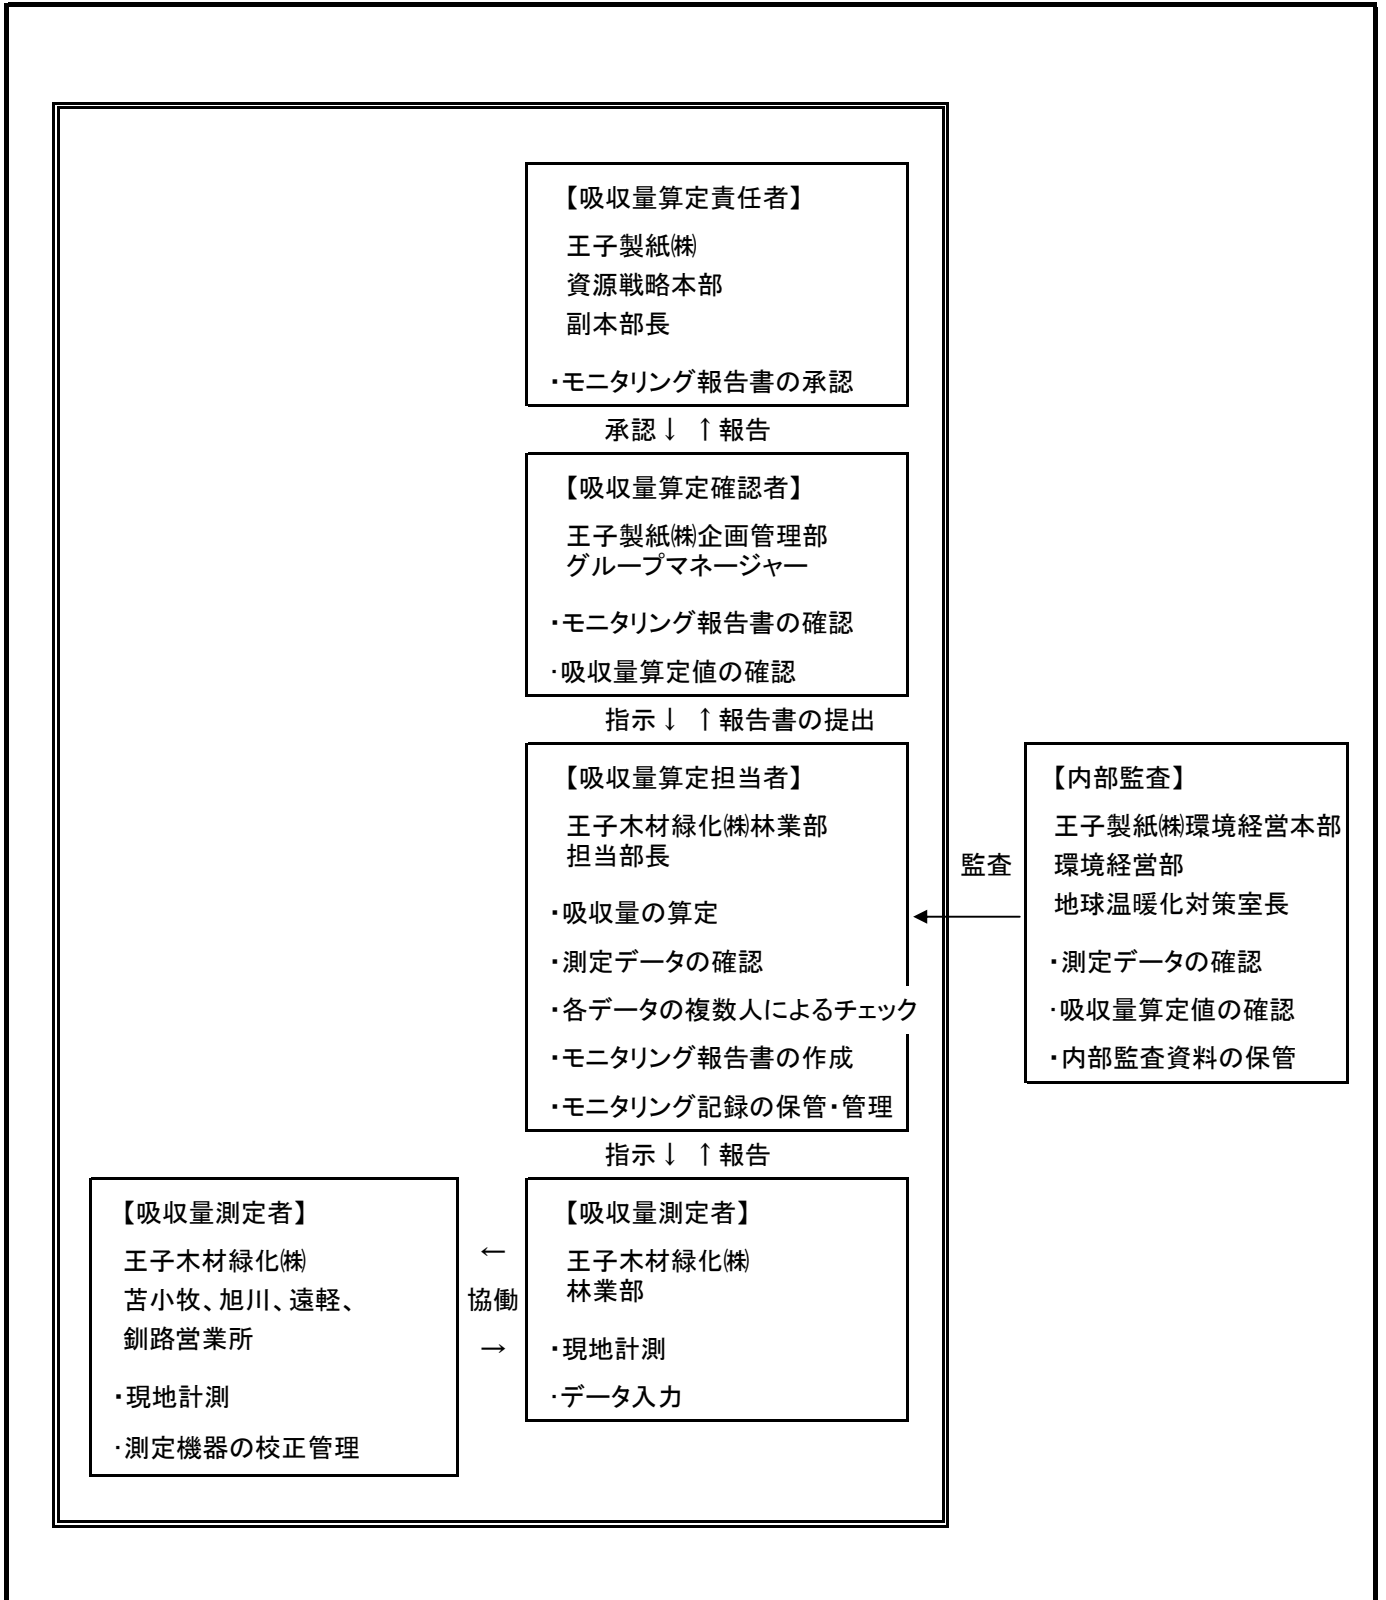 【吸収量算定責任者】
王子製紙㈱
資源戦略本部
副本部長
・モニタリング報告書の承認
承認↓ ↑報告
【吸収量算定確認者】
王子製紙㈱企画管理部
グループマネージャー
・モニタリング報告書の確認
・吸収量算定値の確認
指示↓ ↑報告書の提出
【吸収量算定担当者】
王子木材緑化㈱林業部
担当部長
・吸収量の算定
・測定データの確認
・各データの複数人によるチェック
・モニタリング報告書の作成
・モニタリング記録の保管・管理
監査
【内部監査】
王子製紙㈱環境経営本部
環境経営部
地球温暖化対策室長
・測定データの確認
・吸収量算定値の確認
・内部監査資料の保管
指示↓ ↑報告
【吸収量測定者】
王子木材緑化㈱
苫小牧、旭川、遠軽、
釧路営業所
・現地計測
・測定機器の校正管理
←
協働
→
【吸収量測定者】
王子木材緑化㈱
林業部
・現地計測
・データ入力